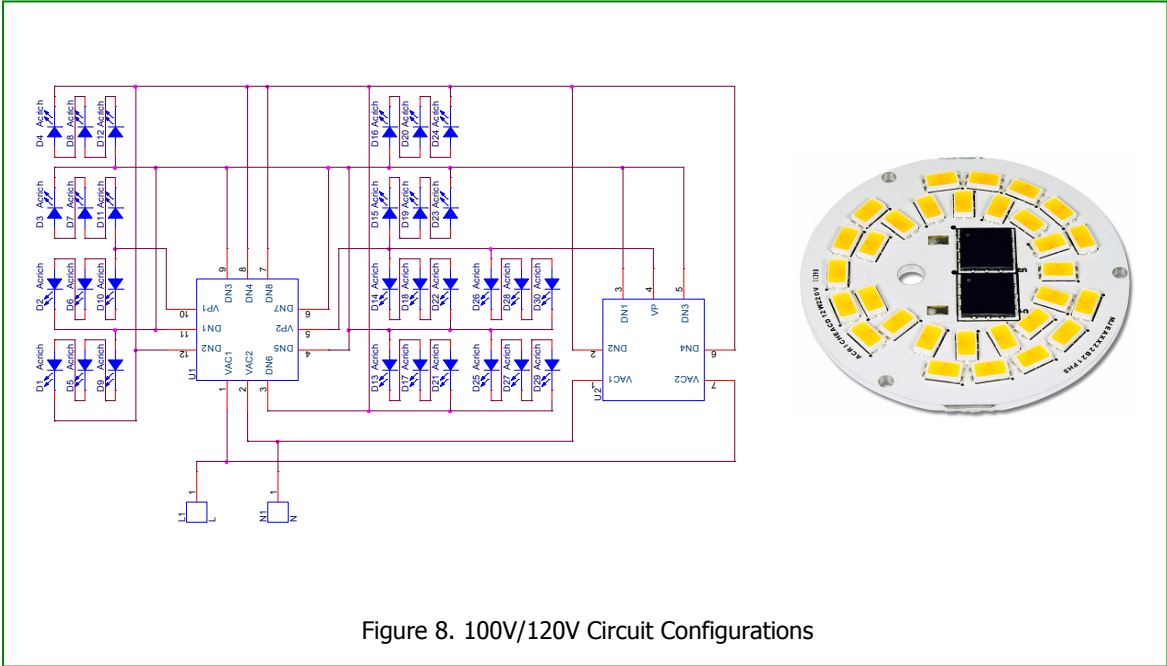 D4 Acrich
D8 Acrich
D12 Acrich
D16 Acrich
D20 Acrich
D24 Acrich
D3 Acrich
D7 Acrich
D11 Acrich
D15 Acrich
D19 Acrich
D23 Acrich
D2 Acrich
D6 Acrich
D10 Acrich
D14 Acrich
D18 Acrich
D22 Acrich
D26 Acrich
D28 Acrich
D30 Acrich
D1 Acrich
D5 Acrich
D9 Acrich
D13 Acrich
D17 Acrich
D21 Acrich
D25 Acrich
D27 Acrich
D29 Acrich
9 8 7
DN3 DN4 DN8
10 VP1 DN7 6
11 DN1 VP2 5
12 DN2 DN5 4
VAC1 VAC2 DN6
U1
1 2 3
3 4 5
DN1 VP DN3
2 DN2 DN4 6
1 VAC1 VAC2 7
U2
1 1
L1 N1
L N
ACRICHEACD12W220V
MJEAXX22B21PHS
Figure 8. 100V/120V Circuit Configurations